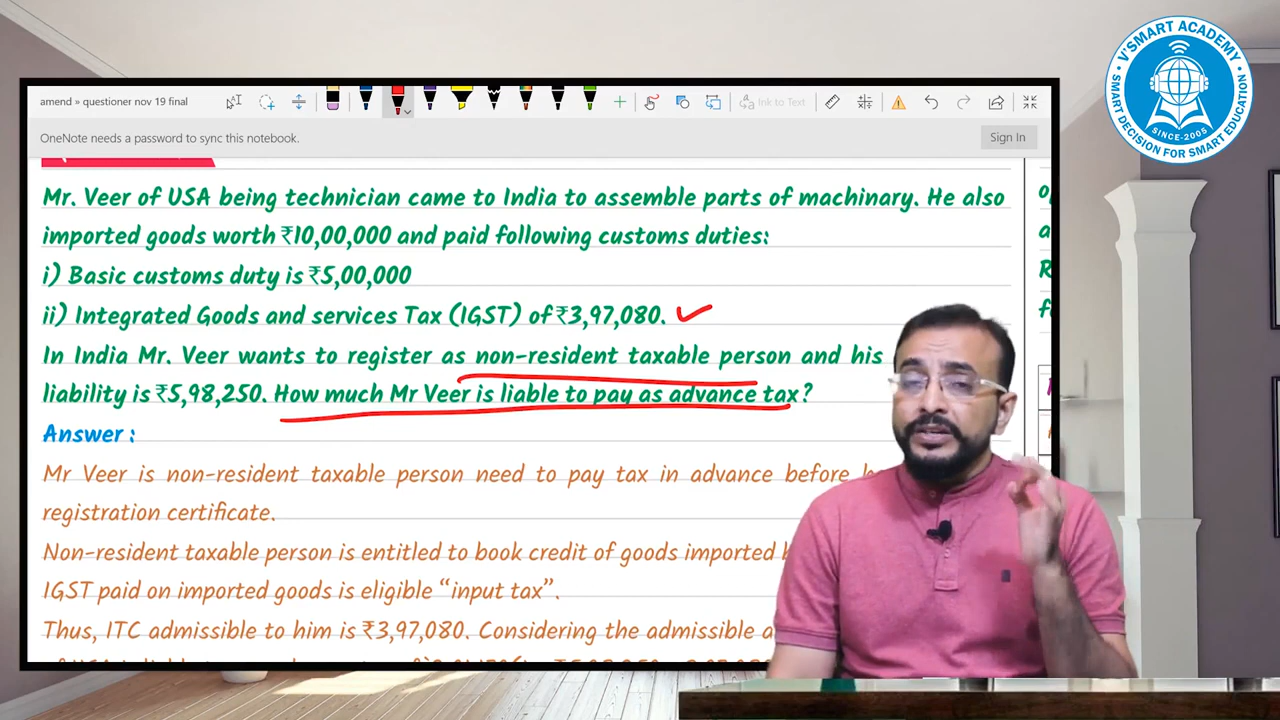 amend » questioner nov 19 final
Ink to Text
OneNote needs a password to sync this notebook.
Sign In
Mr. Veer of USA being technician came to India to assemble parts of machinary. He also
imported goods worth ₹10,00,000 and paid following customs duties:
i) Basic customs duty is ₹5,00,000
ii) Integrated Goods and services Tax (IGST) of ₹3,97,080.
In India Mr. Veer wants to register as non-resident taxable person and his
liability is ₹5,98,250. How much Mr Veer is liable to pay as advance tax?
Answer :
Mr Veer is non-resident taxable person need to pay tax in advance before
registration certificate.
Non-resident taxable person is entitled to book credit of goods imported
IGST paid on imported goods is eligible “input tax”.
Thus, ITC admissible to him is ₹3,97,080. Considering the admissible
V'SMART ACADEMY
SINCE-2005
SMART DECISION FOR SMART EDUCATION